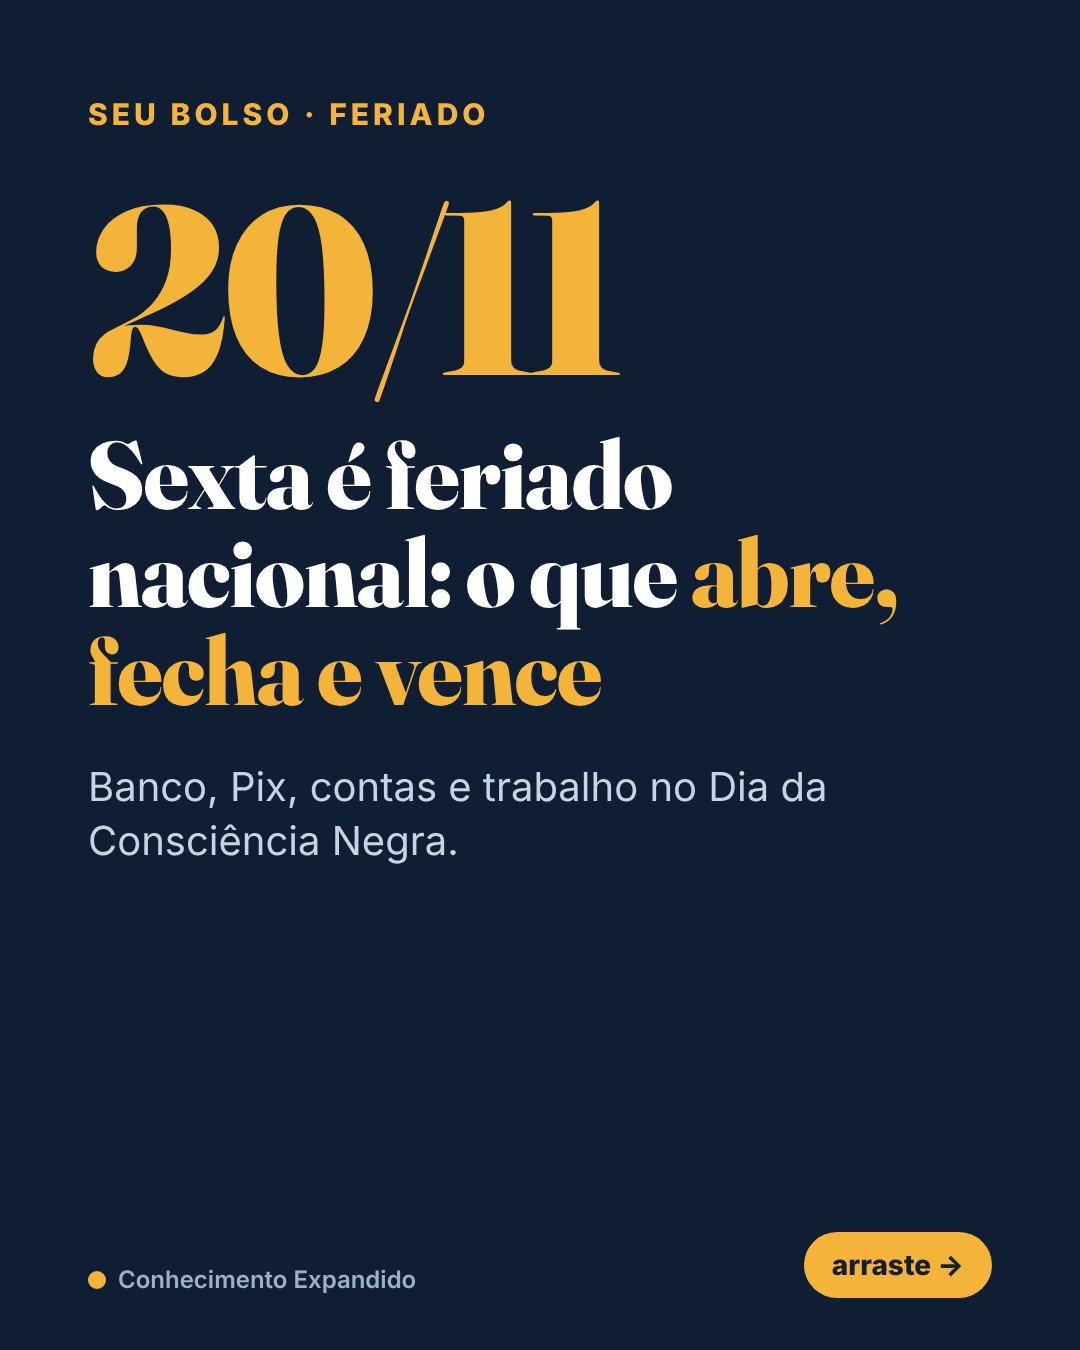 SEU BOLSO · FERIADO
20/11
Sexta é feriado
nacional: o que abre,
fecha e vence
Banco, Pix, contas e trabalho no Dia da
Consciência Negra.
Conhecimento Expandido
arraste →